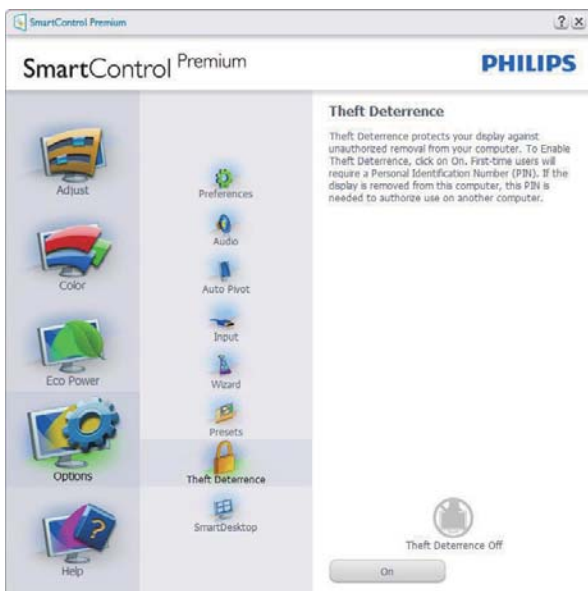 SmartControl Premium
? ×
SmartControl Premium
PHILIPS
Adjust
Color
Eco Power
Options
Help
Preferences
Audio
Auto Pivot
Input
Wizard
Presets
Theft Deterrence
SmartDesktop
Theft Deterrence
Theft Deterrence protects your display against
unauthorized removal from your computer. To Enable
Theft Deterrence, click on On. First-time users will
require a Personal Identification Number (PIN). If the
display is removed from this computer, this PIN is
needed to authorize use on another computer.
Theft Deterrence Off
On